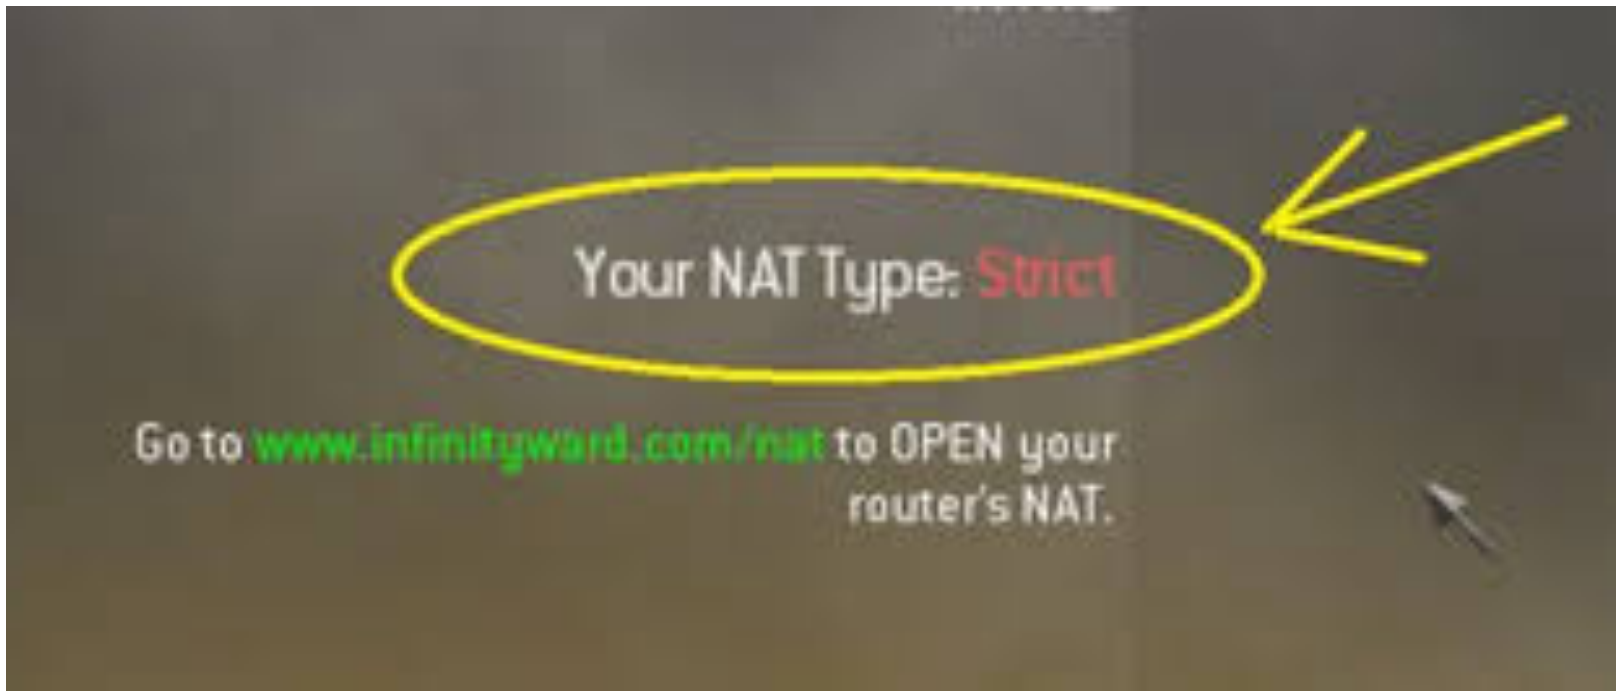 Your NAT Type: Strict
Go to www.infinityward.com/nat to OPEN your
router's NAT.